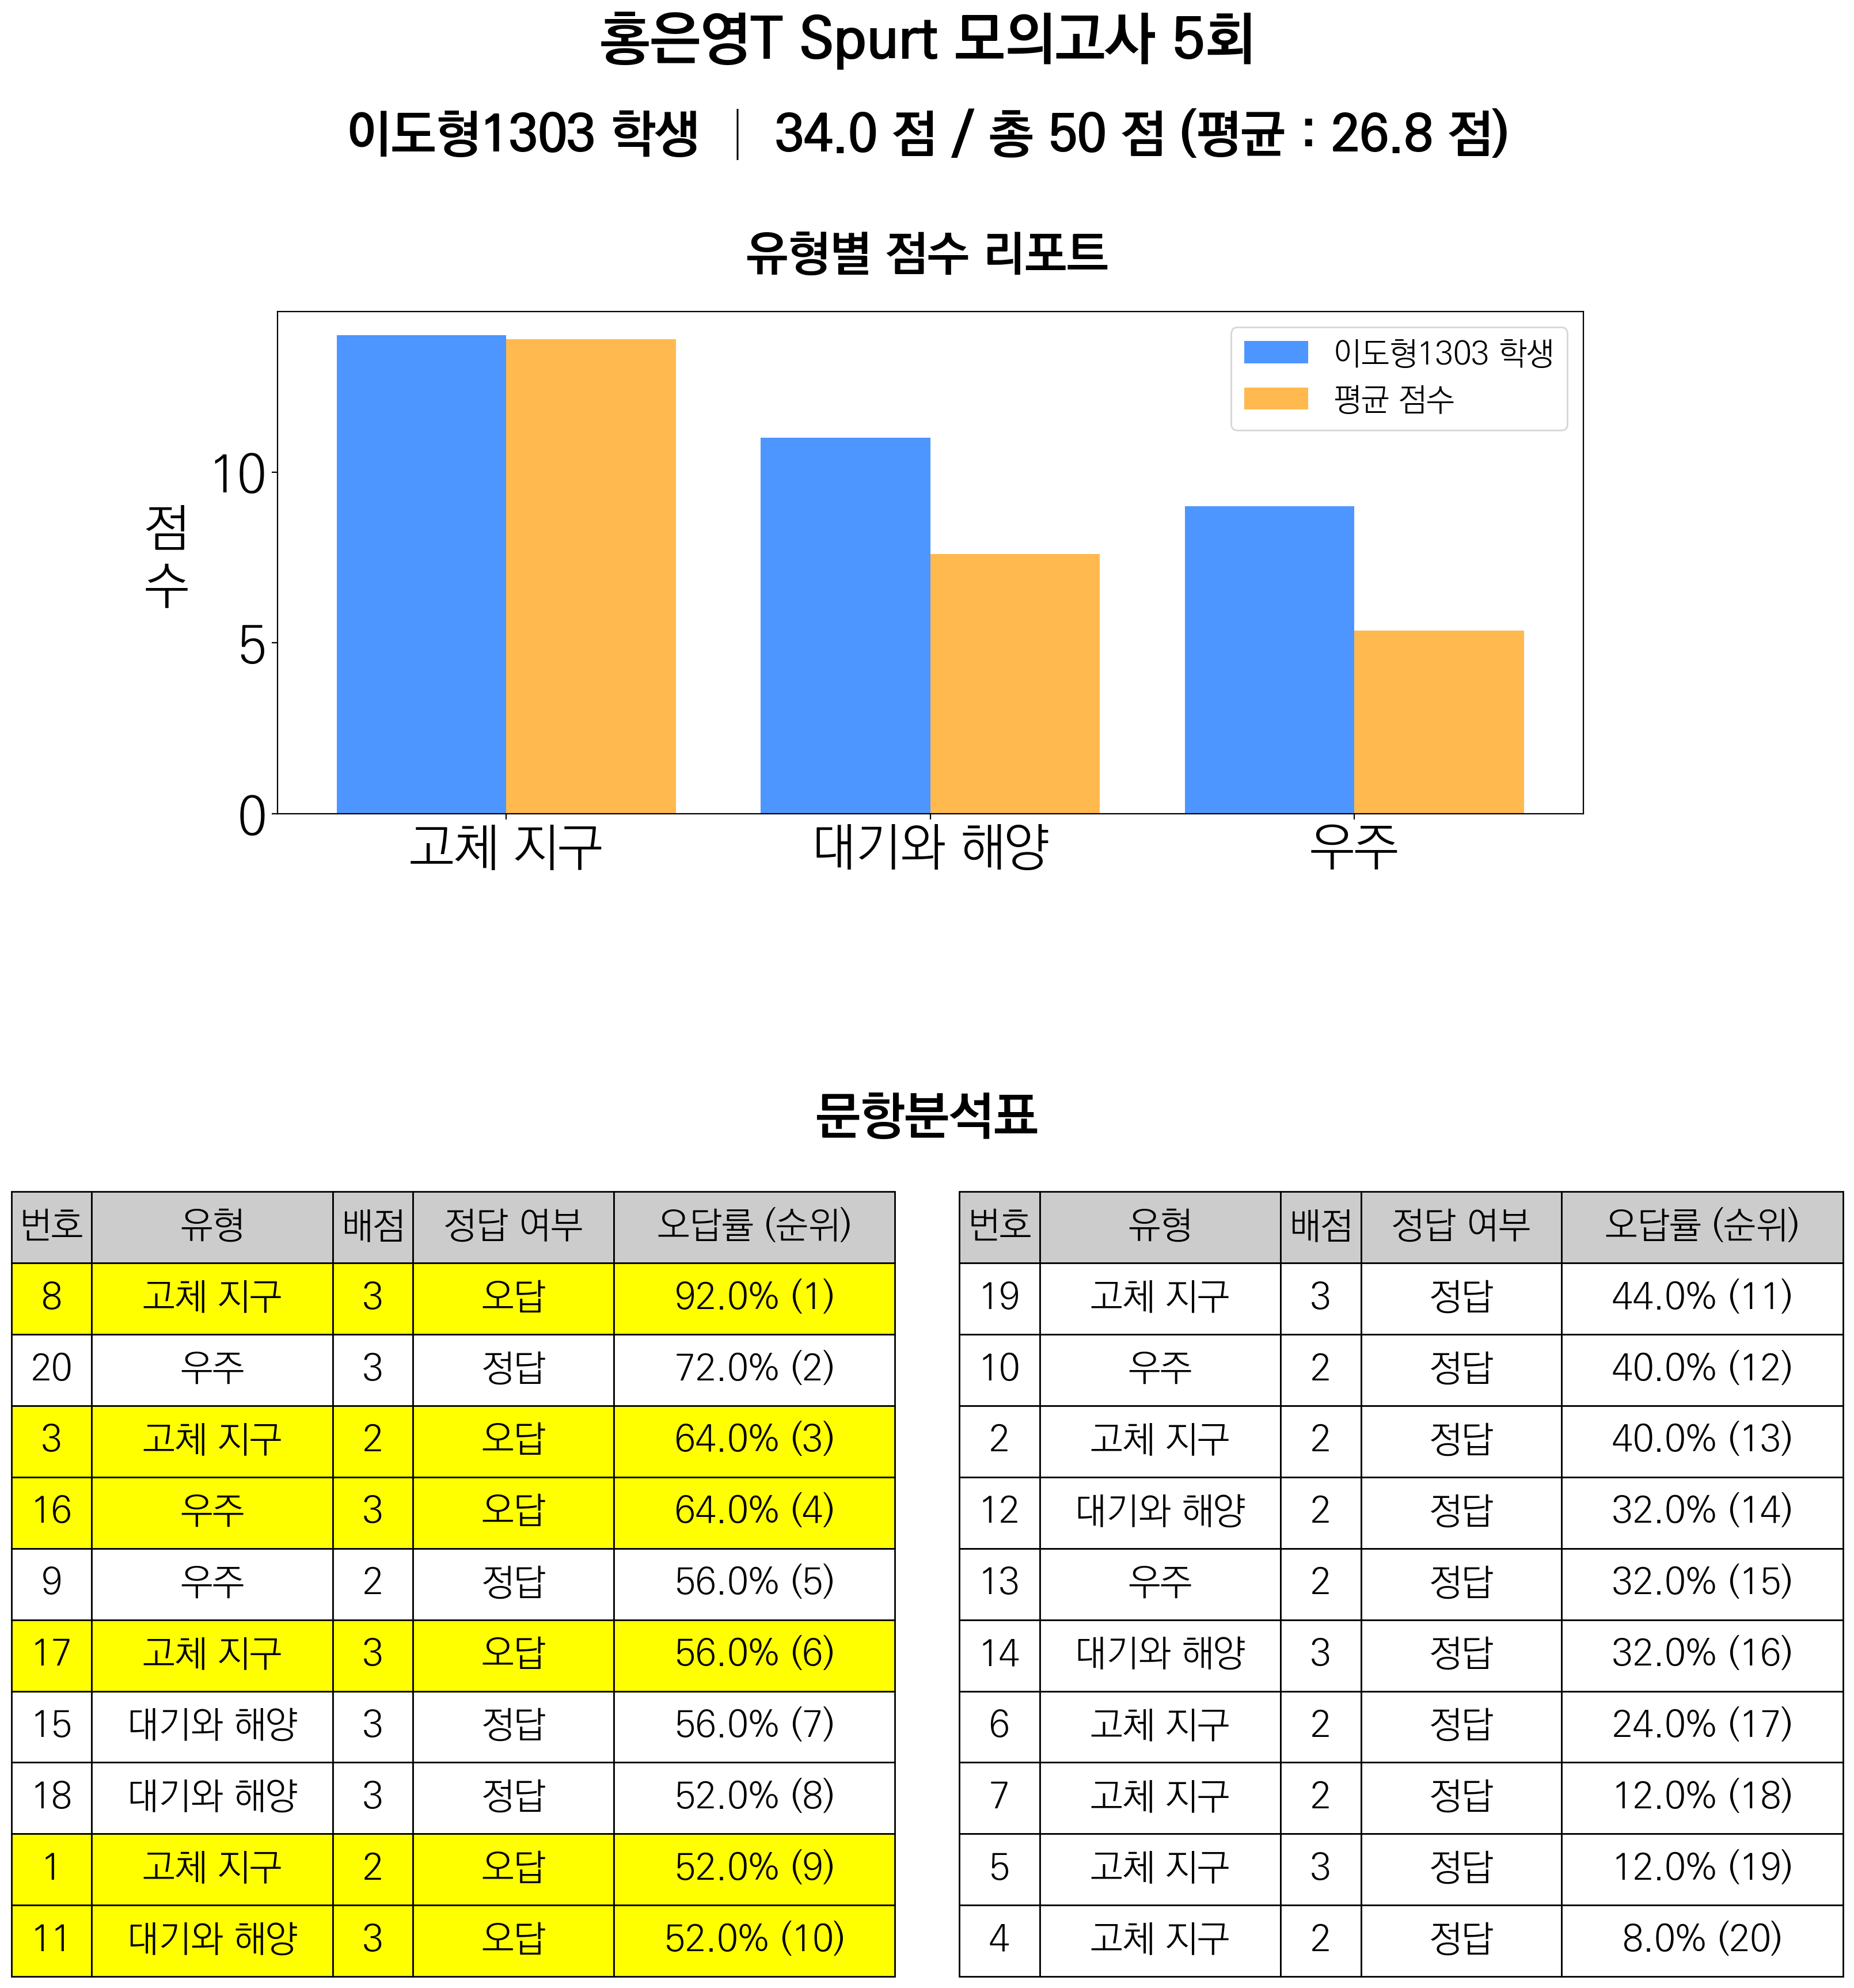 홍은영T Spurt 모의고사 5회
이도형1303 학생 │ 34.0 점 / 총 50 점 (평균 : 26.8 점)
유형별 점수 리포트
이도형1303 학생
평균 점수
점
수
10
5
0
고체 지구
대기와 해양
우주
문항분석표
번호 유형 배점 정답 여부 오답률 (순위)
8 고체 지구 3 오답 92.0% (1)
20 우주 3 정답 72.0% (2)
3 고체 지구 2 오답 64.0% (3)
16 우주 3 오답 64.0% (4)
9 우주 2 정답 56.0% (5)
17 고체 지구 3 오답 56.0% (6)
15 대기와 해양 3 정답 56.0% (7)
18 대기와 해양 3 정답 52.0% (8)
1 고체 지구 2 오답 52.0% (9)
11 대기와 해양 3 오답 52.0% (10)
번호 유형 배점 정답 여부 오답률 (순위)
19 고체 지구 3 정답 44.0% (11)
10 우주 2 정답 40.0% (12)
2 고체 지구 2 정답 40.0% (13)
12 대기와 해양 2 정답 32.0% (14)
13 우주 2 정답 32.0% (15)
14 대기와 해양 3 정답 32.0% (16)
6 고체 지구 2 정답 24.0% (17)
7 고체 지구 2 정답 12.0% (18)
5 고체 지구 3 정답 12.0% (19)
4 고체 지구 2 정답 8.0% (20)